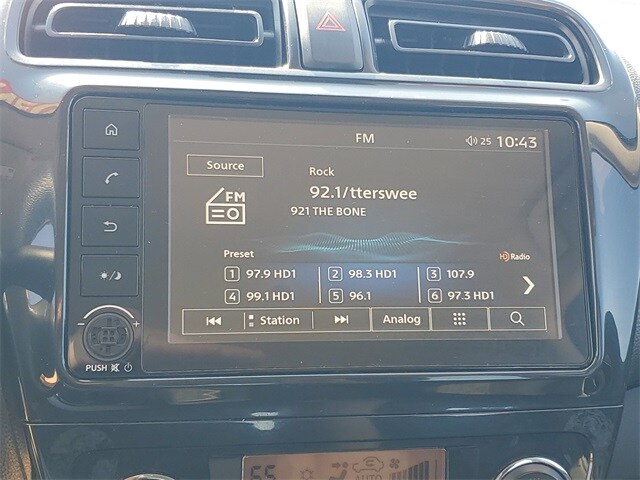 FM 25 10:43
Source
Rock
92.1/tterswee
921 THE BONE
FM
Preset
HD Radio
1 97.9 HD1 2 98.3 HD1 3 107.9
4 99.1 HD1 5 96.1 6 97.3 HD1
Station Analog
- +
PUSH
65 AUTO